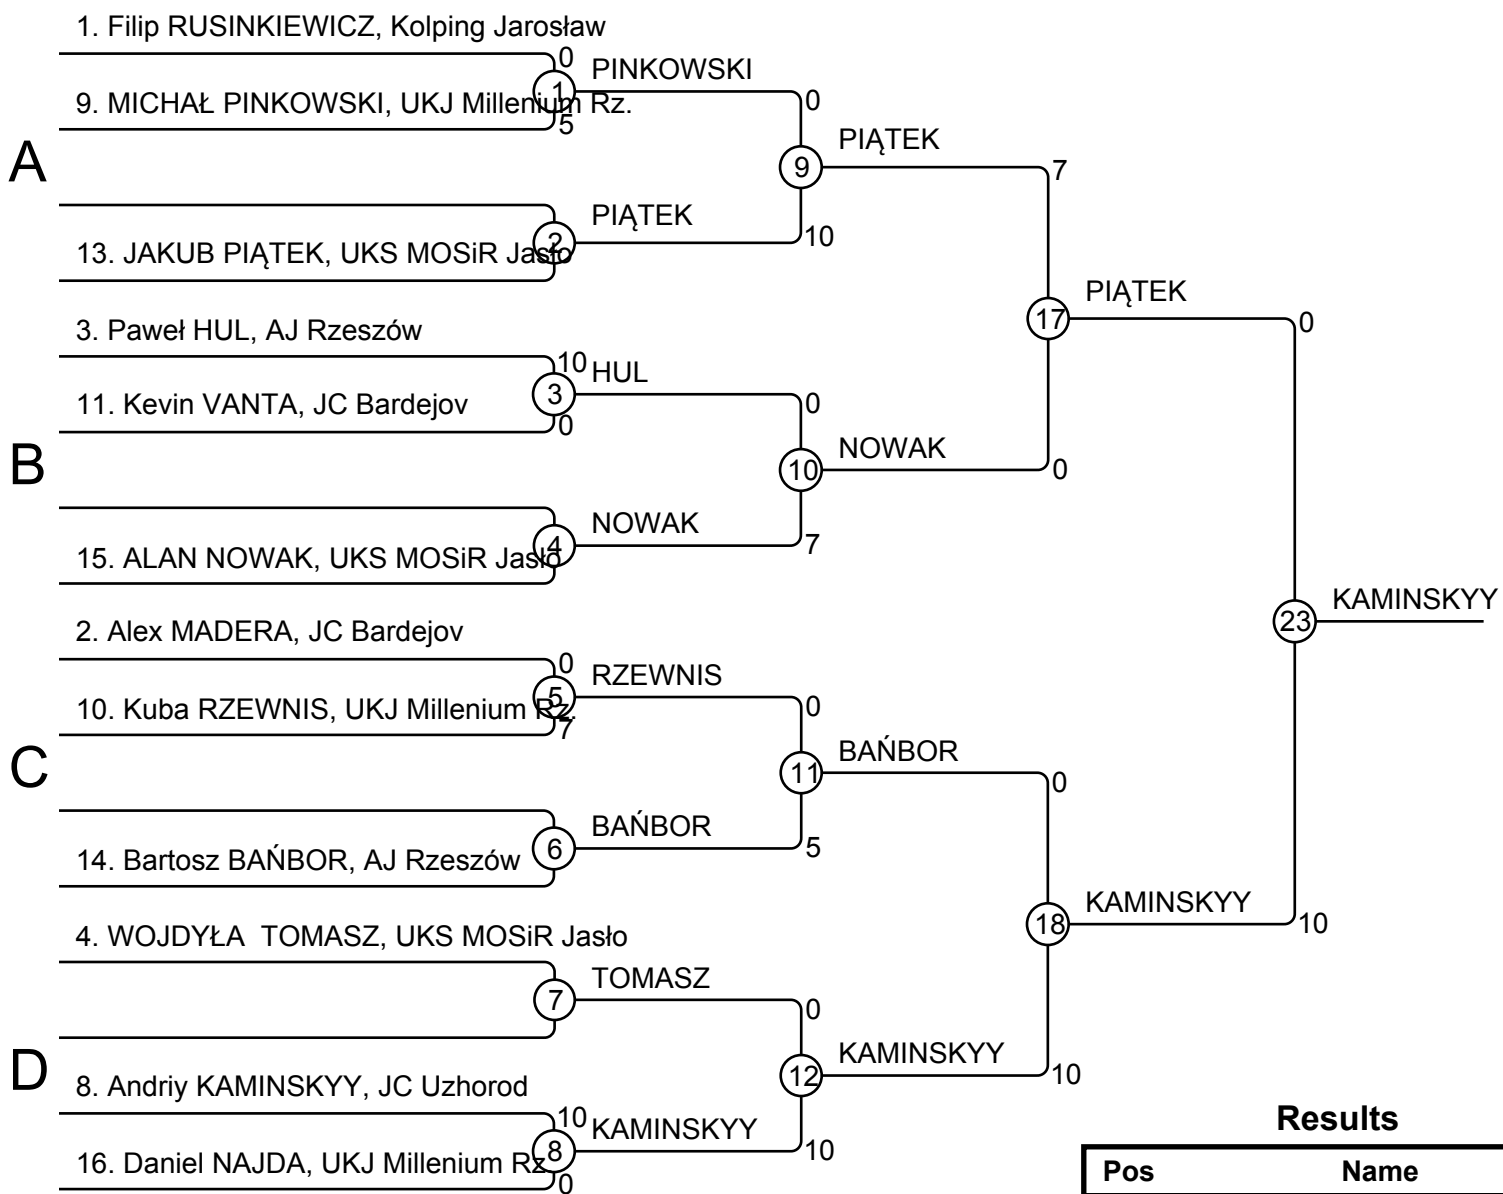 1. Filip RUSINKIEWICZ, Kolping Jarosław
0
PINKOWSKI
1
9. MICHAŁ PINKOWSKI, UKJ Millenium Rz.
5
0
A
PIĄTEK
9
7
PIĄTEK
2
10
13. JAKUB PIĄTEK, UKS MOSiR Jasło
PIĄTEK
17
0
3. Paweł HUL, AJ Rzeszów
10
HUL
3
11. Kevin VANTA, JC Bardejov
0
0
B
NOWAK
10
0
NOWAK
4
7
15. ALAN NOWAK, UKS MOSiR Jasło
KAMINSKYY
23
2. Alex MADERA, JC Bardejov
0
RZEWNIS
5
10. Kuba RZEWNIS, UKJ Millenium Rz.
7
0
C
BAŃBOR
11
0
BAŃBOR
6
5
14. Bartosz BAŃBOR, AJ Rzeszów
KAMINSKYY
18
10
4. WOJDYŁA  TOMASZ, UKS MOSiR Jasło
TOMASZ
7
0
D
KAMINSKYY
12
10
8. Andriy KAMINSKYY, JC Uzhorod
10
KAMINSKYY
8
10
16. Daniel NAJDA, UKJ Millenium Rz
0
Results
Pos Name